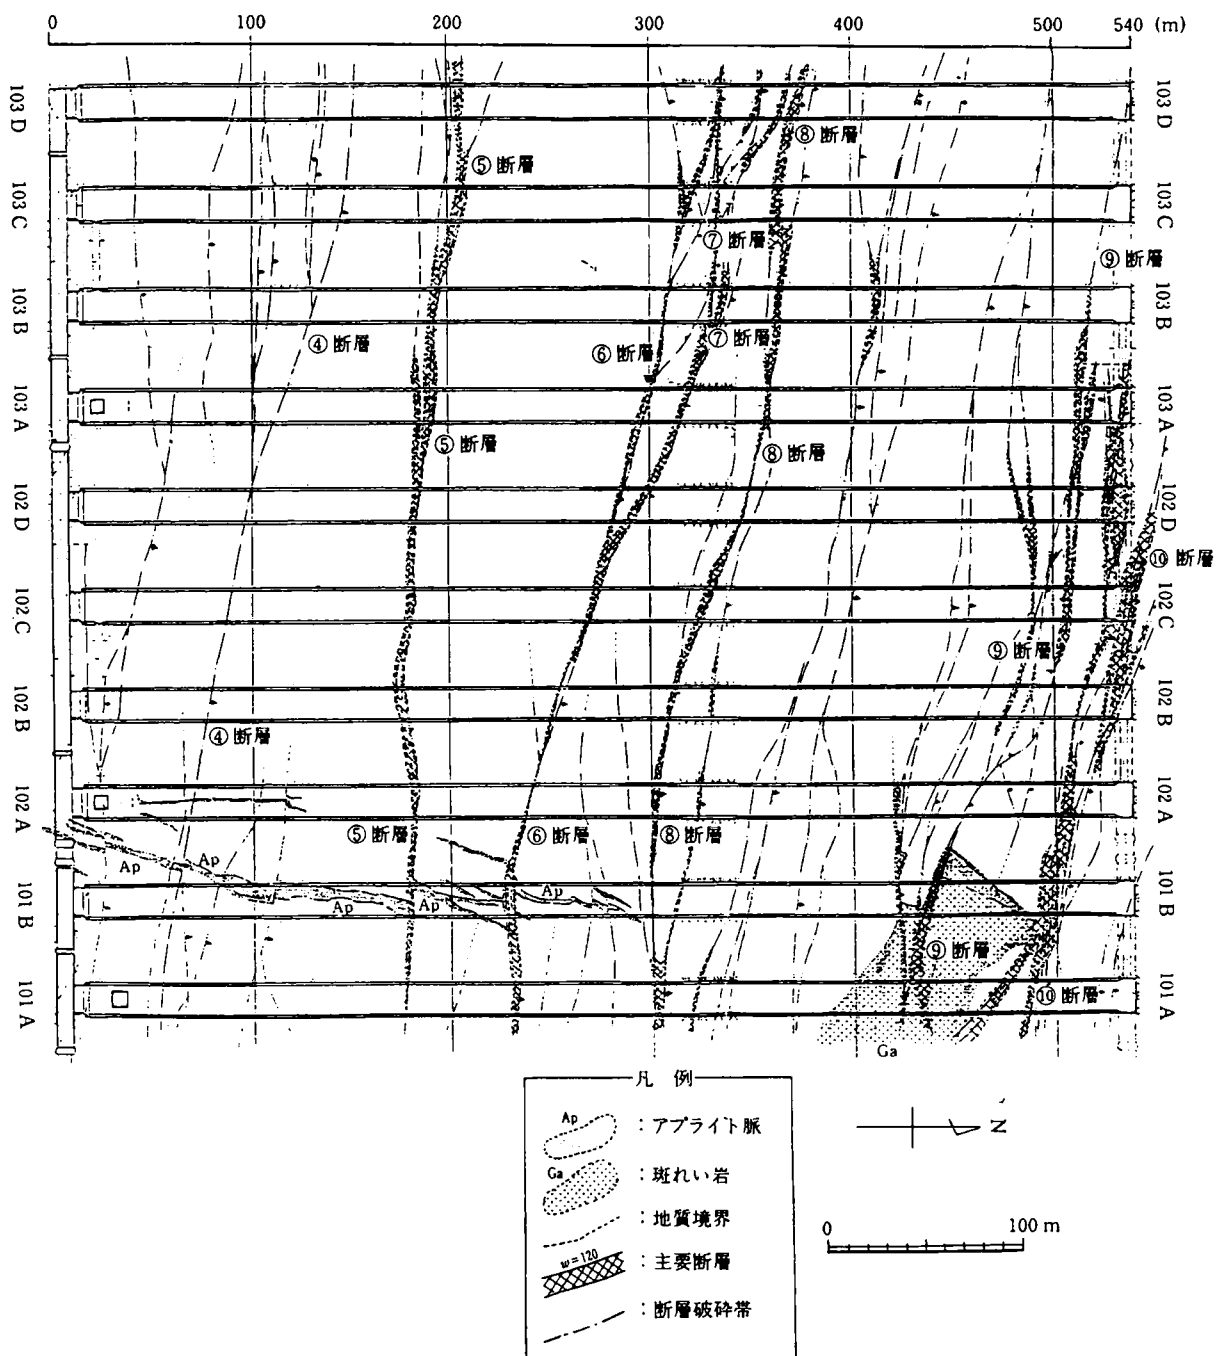 0 100 200 300 400 500 540 (m)
103 D
103 D
⑧ 断層
⑤ 断層
103 C
103 C
⑦ 断層
⑨ 断層
103 B
103 B
④ 断層
⑦ 断層
⑥ 断層
103 A
103 A
⑤ 断層
⑧ 断層
102 D
102 D
⑩ 断層
102 C
102 C
⑨ 断層
102 B
102 B
④ 断層
102 A
102 A
⑤ 断層
⑥ 断層
⑧ 断層
Ap
Ap
Ap
Ap
Ap
101 B
101 B
⑨ 断層
101 A
101 A
⑩ 断層
Ga
凡 例
Ap
: アプライト脈
Ga
: 斑れい岩
: 地質境界
w=120
: 主要断層
: 断層破砕帯
N
0 100 m